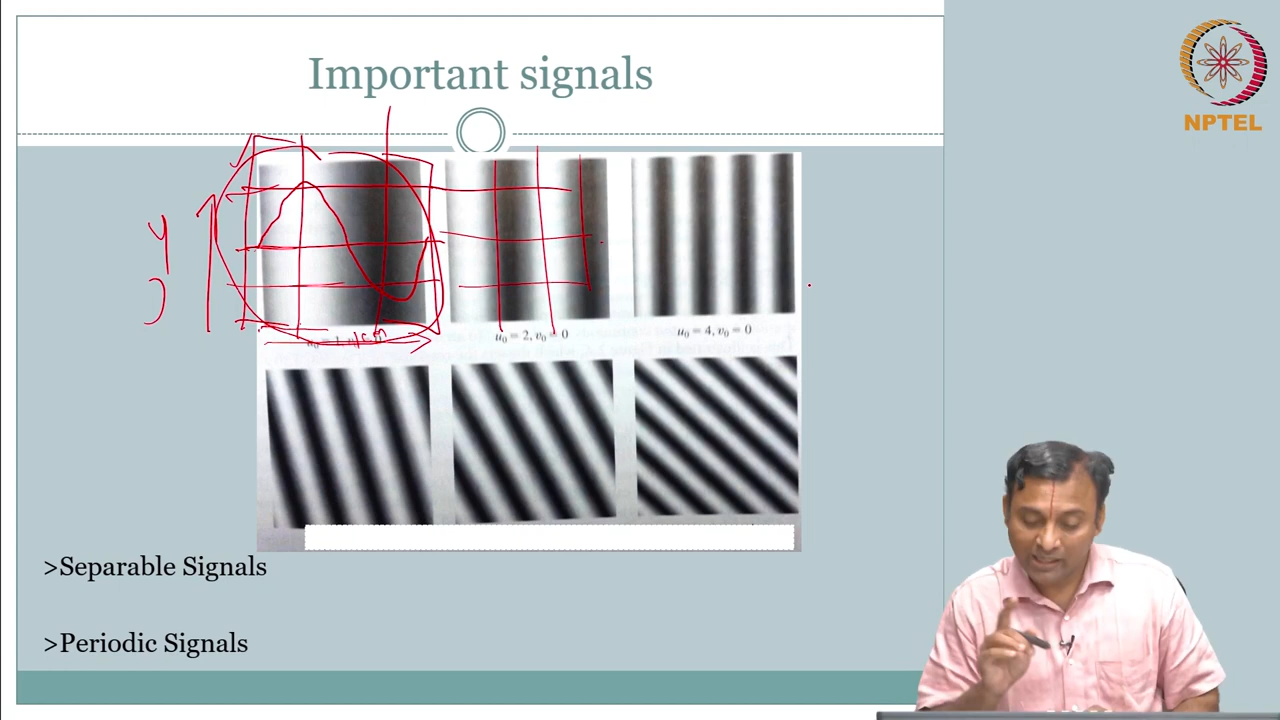 Important signals
NPTEL
y
u₀ = 2, v₀ = 0
u₀ = 4, v₀ = 0
>Separable Signals
>Periodic Signals